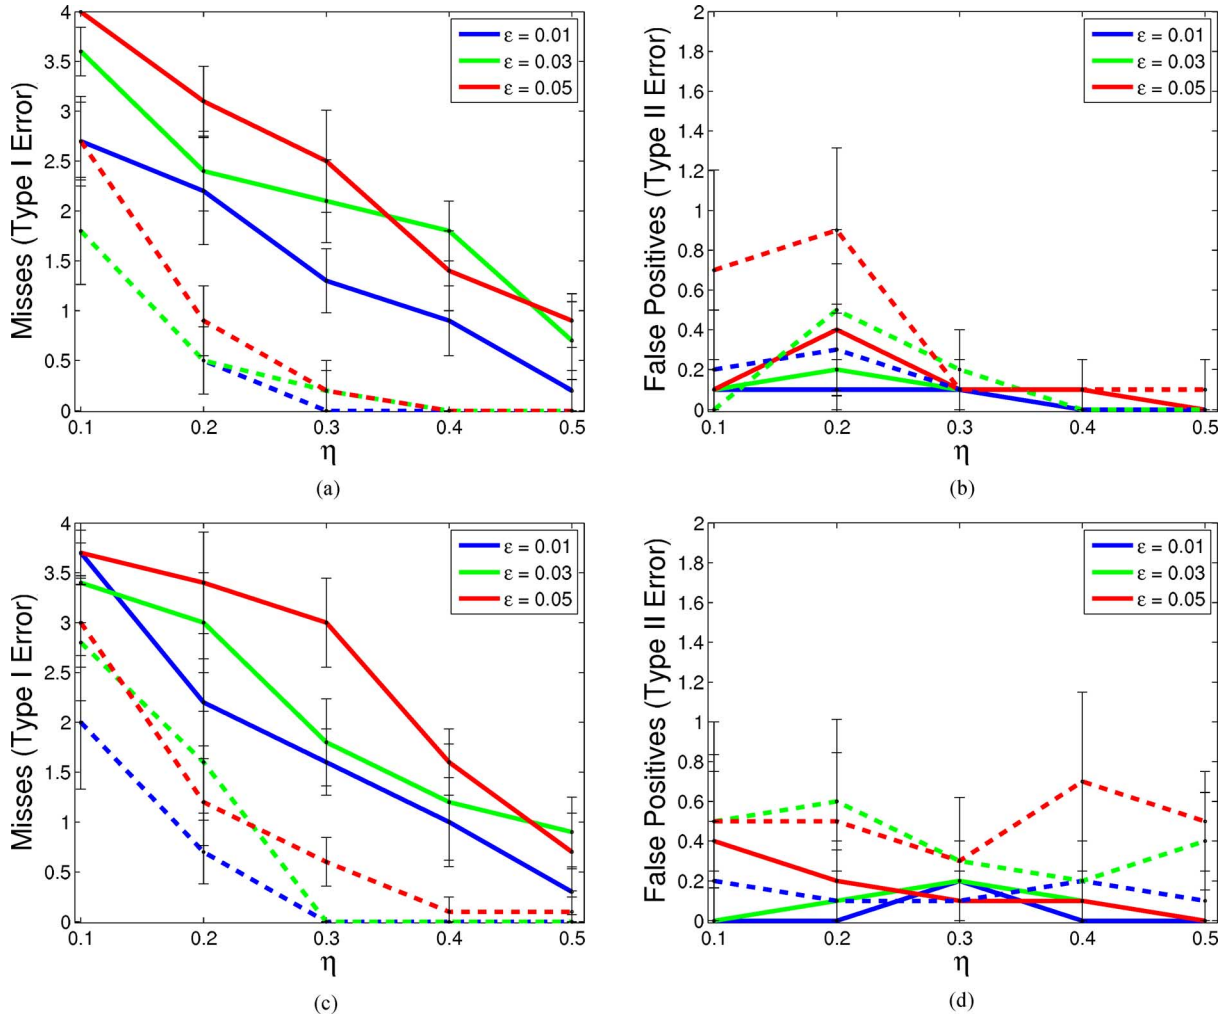 Misses (Type I Error)
4
3.5
3
2.5
2
1.5
1
0.5
0
0.1
0.2
0.3
0.4
0.5
η
ε = 0.01
ε = 0.03
ε = 0.05
(a)
False Positives (Type II Error)
2
1.8
1.6
1.4
1.2
1
0.8
0.6
0.4
0.2
0
0.1
0.2
0.3
0.4
0.5
η
ε = 0.01
ε = 0.03
ε = 0.05
(b)
Misses (Type I Error)
4
3.5
3
2.5
2
1.5
1
0.5
0
0.1
0.2
0.3
0.4
0.5
η
ε = 0.01
ε = 0.03
ε = 0.05
(c)
False Positives (Type II Error)
2
1.8
1.6
1.4
1.2
1
0.8
0.6
0.4
0.2
0
0.1
0.2
0.3
0.4
0.5
η
ε = 0.01
ε = 0.03
ε = 0.05
(d)